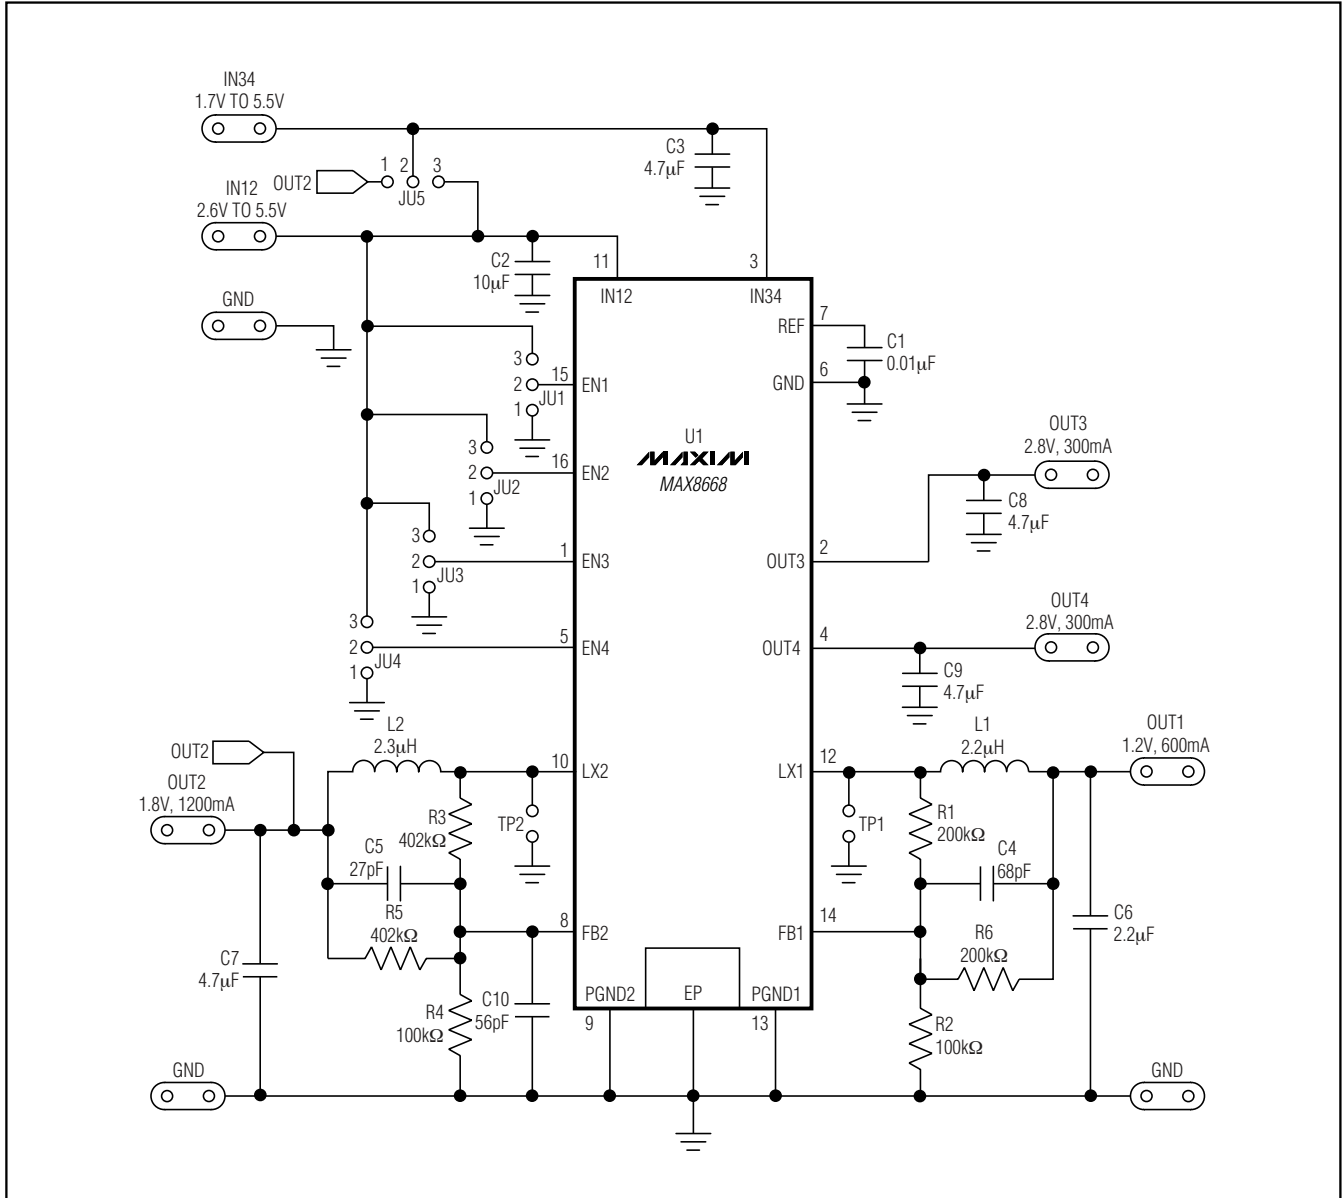 IN34
1.7V TO 5.5V
C3
4.7µF
1 2 3
OUT2
JU5
IN12
2.6V TO 5.5V
C2
10µF
11
3
IN12
IN34
GND
7
REF
C1
0.01µF
6
GND
3
2
1
JU1
15
EN1
U1
MAXIM
MAX8668
3
2
1
JU2
16
EN2
OUT3
2.8V, 300mA
C8
4.7µF
3
2
1
JU3
1
EN3
2
OUT3
3
2
1
JU4
5
EN4
4
OUT4
OUT4
2.8V, 300mA
C9
4.7µF
L2
2.3µH
OUT2
OUT2
1.8V, 1200mA
10
LX2
R3
402kΩ
TP2
C5
27pF
R5
402kΩ
8
FB2
C7
4.7µF
R4
100kΩ
C10
56pF
12
LX1
L1
2.2µH
OUT1
1.2V, 600mA
TP1
R1
200kΩ
C4
68pF
14
FB1
R6
200kΩ
C6
2.2µF
R2
100kΩ
PGND2
EP
PGND1
9
13
GND
GND